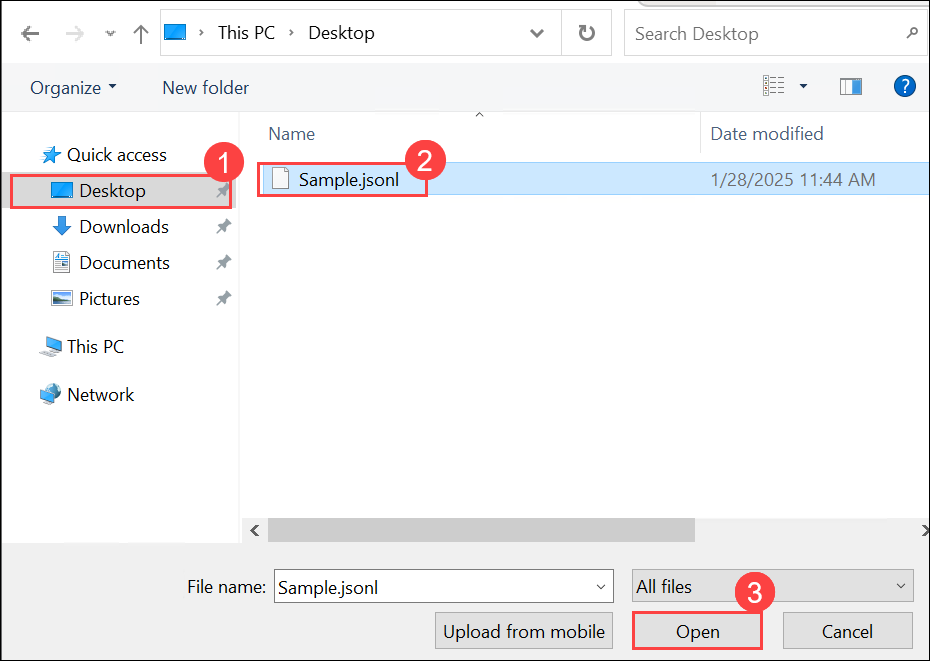 This PC > Desktop
Search Desktop
Organize
New folder
?
Name
Date modified
Quick access
1
Desktop
2
Sample.jsonl
1/28/2025 11:44 AM
Downloads
Documents
Pictures
This PC
Network
File name:
Sample.jsonl
All files
3
Upload from mobile
Open
Cancel